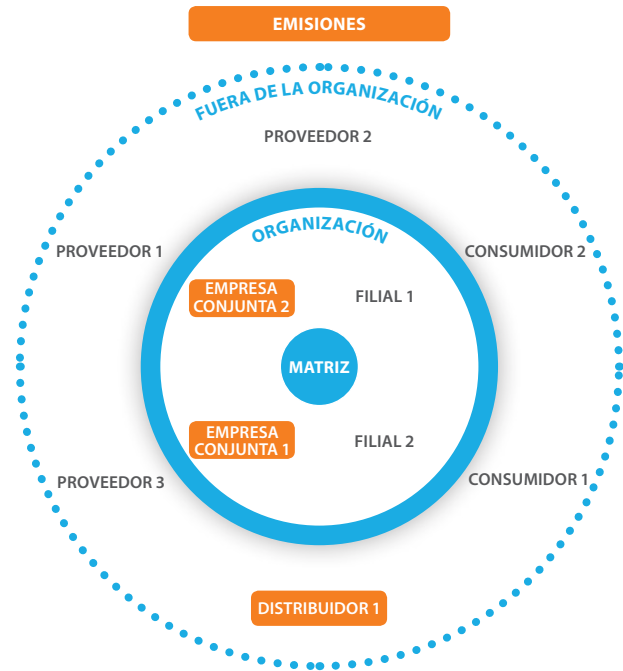 EMISIONES
FUERA DE LA ORGANIZACIÓN
PROVEEDOR 2
ORGANIZACIÓN
PROVEEDOR 1
CONSUMIDOR 2
EMPRESA
CONJUNTA 2
FILIAL 1
MATRIZ
EMPRESA
CONJUNTA 1
FILIAL 2
PROVEEDOR 3
CONSUMIDOR 1
DISTRIBUIDOR 1